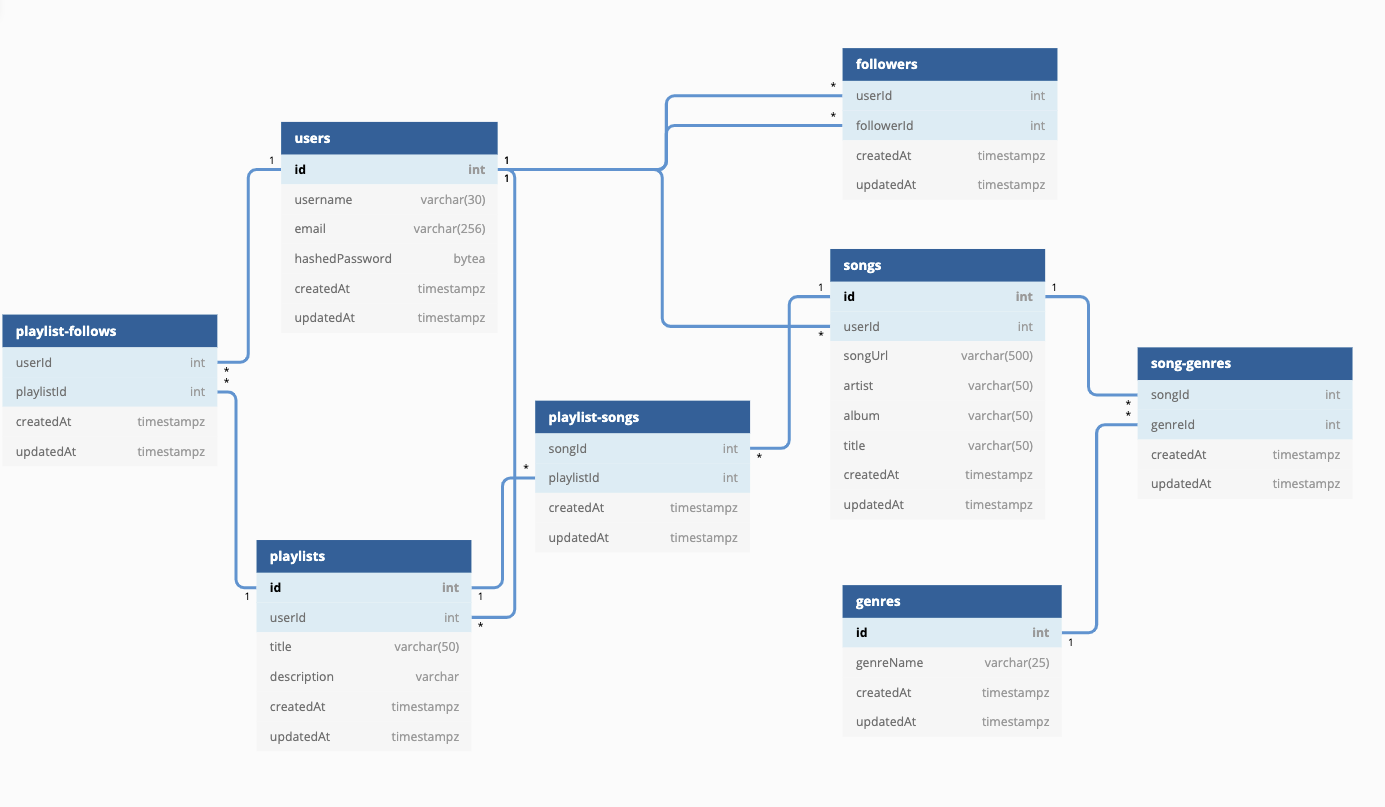 followers
userId int
followerId int
createdAt timestampz
updatedAt timestampz
users
id int
username varchar(30)
email varchar(256)
hashedPassword bytea
createdAt timestampz
updatedAt timestampz
songs
id int
userId int
songUrl varchar(500)
artist varchar(50)
album varchar(50)
title varchar(50)
createdAt timestampz
updatedAt timestampz
playlist-follows
userId int
playlistId int
createdAt timestampz
updatedAt timestampz
song-genres
songId int
genreId int
createdAt timestampz
updatedAt timestampz
playlist-songs
songId int
playlistId int
createdAt timestampz
updatedAt timestampz
playlists
id int
userId int
title varchar(50)
description varchar
createdAt timestampz
updatedAt timestampz
genres
id int
genreName varchar(25)
createdAt timestampz
updatedAt timestampz
1
1
1
*
*
*
*
1
*
1
*
*
*
*
1
1
*
1